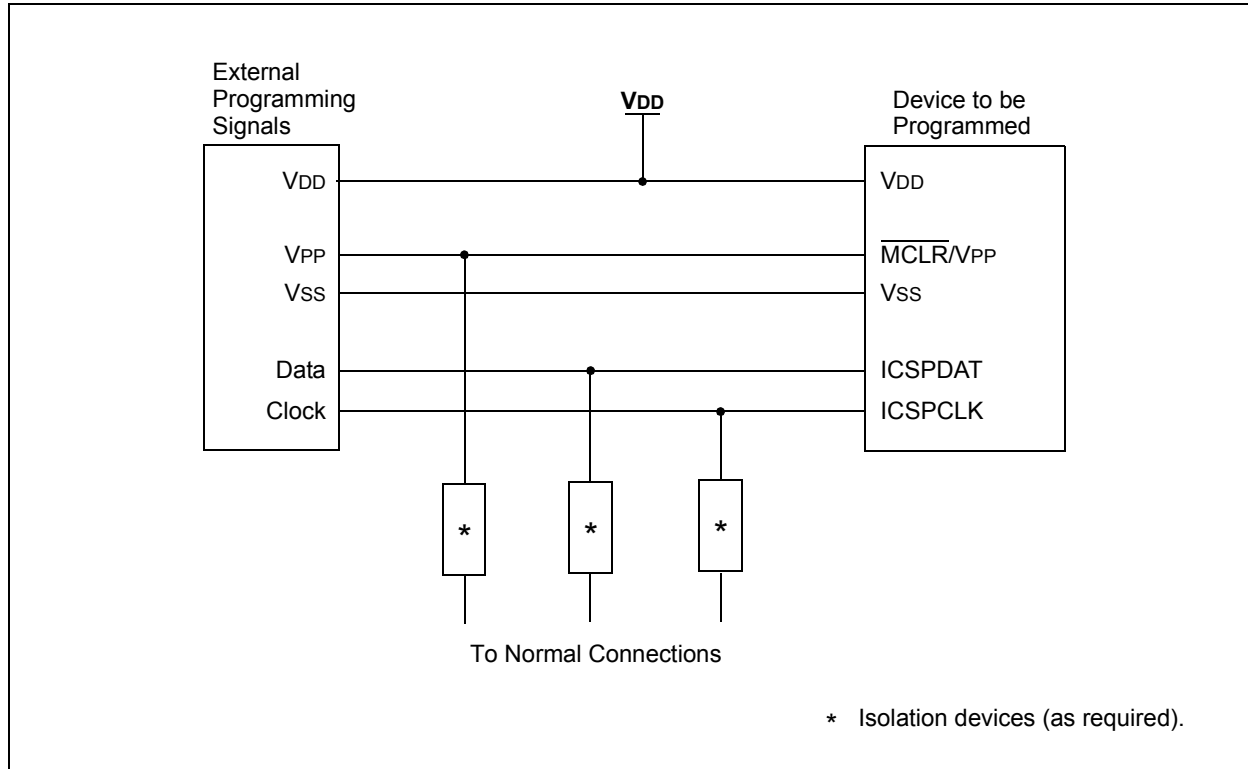 External
Programming
Signals
VDD
Device to be
Programmed
VDD
VDD
VPP
MCLR/VPP
VSS
VSS
Data
ICSPDAT
Clock
ICSPCLK
*
*
*
To Normal Connections
* Isolation devices (as required).